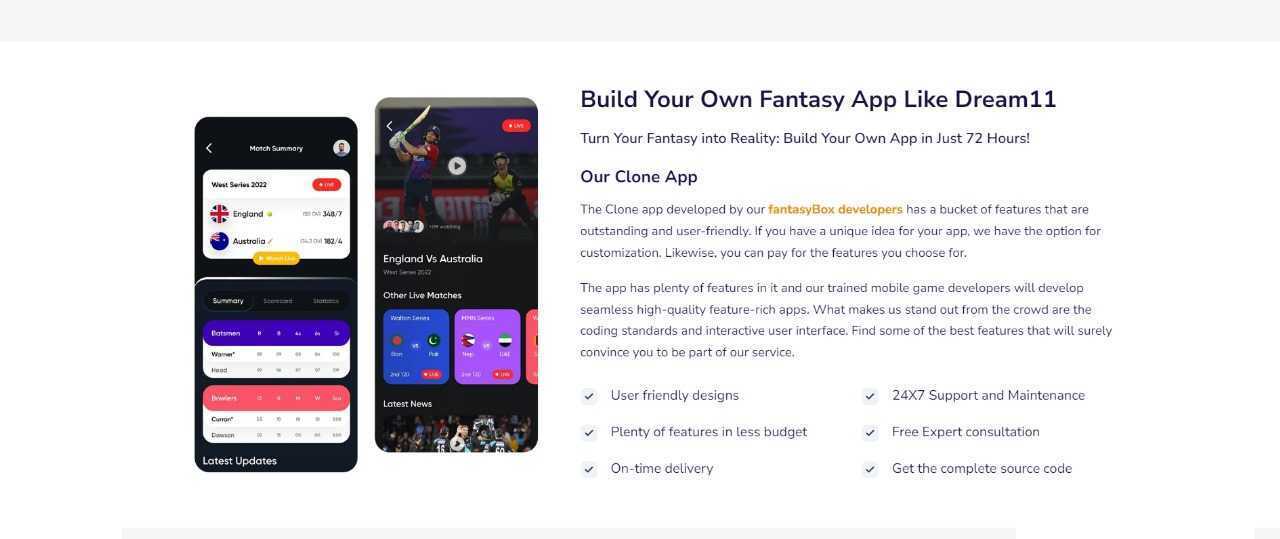 Build Your Own Fantasy App Like Dream11
Turn Your Fantasy into Reality: Build Your Own App in Just 72 Hours!
Our Clone App
The Clone app developed by our fantasyBox developers has a bucket of features that are
outstanding and user-friendly. If you have a unique idea for your app, we have the option for
customization. Likewise, you can pay for the features you choose for.
The app has plenty of features in it and our trained mobile game developers will develop
seamless high-quality feature-rich apps. What makes us stand out from the crowd are the
coding standards and interactive user interface. Find some of the best features that will surely
convince you to be part of our service.
User friendly designs
24X7 Support and Maintenance
Plenty of features in less budget
Free Expert consultation
On-time delivery
Get the complete source code
Match Summary
West Series 2022
LIVE
England
348/7
Australia
182/4
Watch Live
Summary
Scorecard
Statistics
Batsmen
Warner*
Head
Bowlers
Curran*
Dawson
Latest Updates
LIVE
watching
England Vs Australia
West Series 2022
Other Live Matches
Walton Series
Ban VS Pak
2nd T20 LIVE
MMN Series
Nep VS UAE
2nd T20 LIVE
Latest News